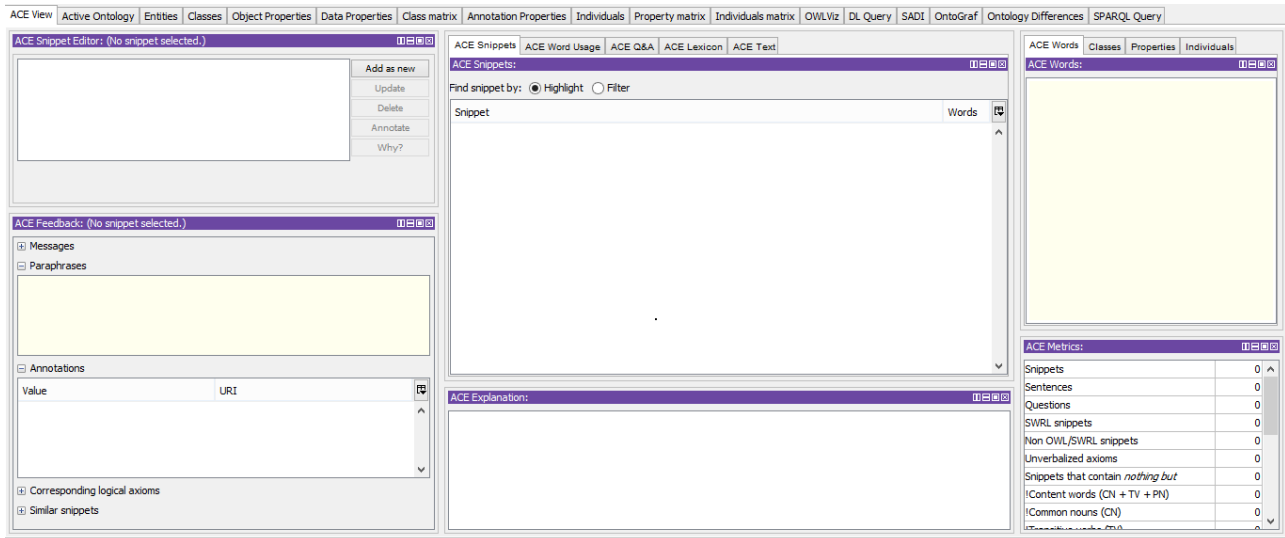 ACE View Active Ontology Entities Classes Object Properties Data Properties Class matrix Annotation Properties Individuals Property matrix Individuals matrix OWLViz DL Query SADI OntoGraf Ontology Differences SPARQL Query
ACE Snippet Editor: (No snippet selected.)
Add as new
Update
Delete
Annotate
Why?
ACE Feedback: (No snippet selected.)
Messages
Paraphrases
Annotations
Value URI
Corresponding logical axioms
Similar snippets
ACE Snippets ACE Word Usage ACE Q&A ACE Lexicon ACE Text
ACE Snippets:
Find snippet by: Highlight Filter
Snippet Words
ACE Explanation:
ACE Words Classes Properties Individuals
ACE Words:
ACE Metrics:
Snippets 0
Sentences 0
Questions 0
SWRL snippets 0
Non OWL/SWRL snippets 0
Unverbalized axioms 0
Snippets that contain nothing but 0
!Content words (CN + TV + PN) 0
!Common nouns (CN) 0
!Transitive verbs (TV) 0